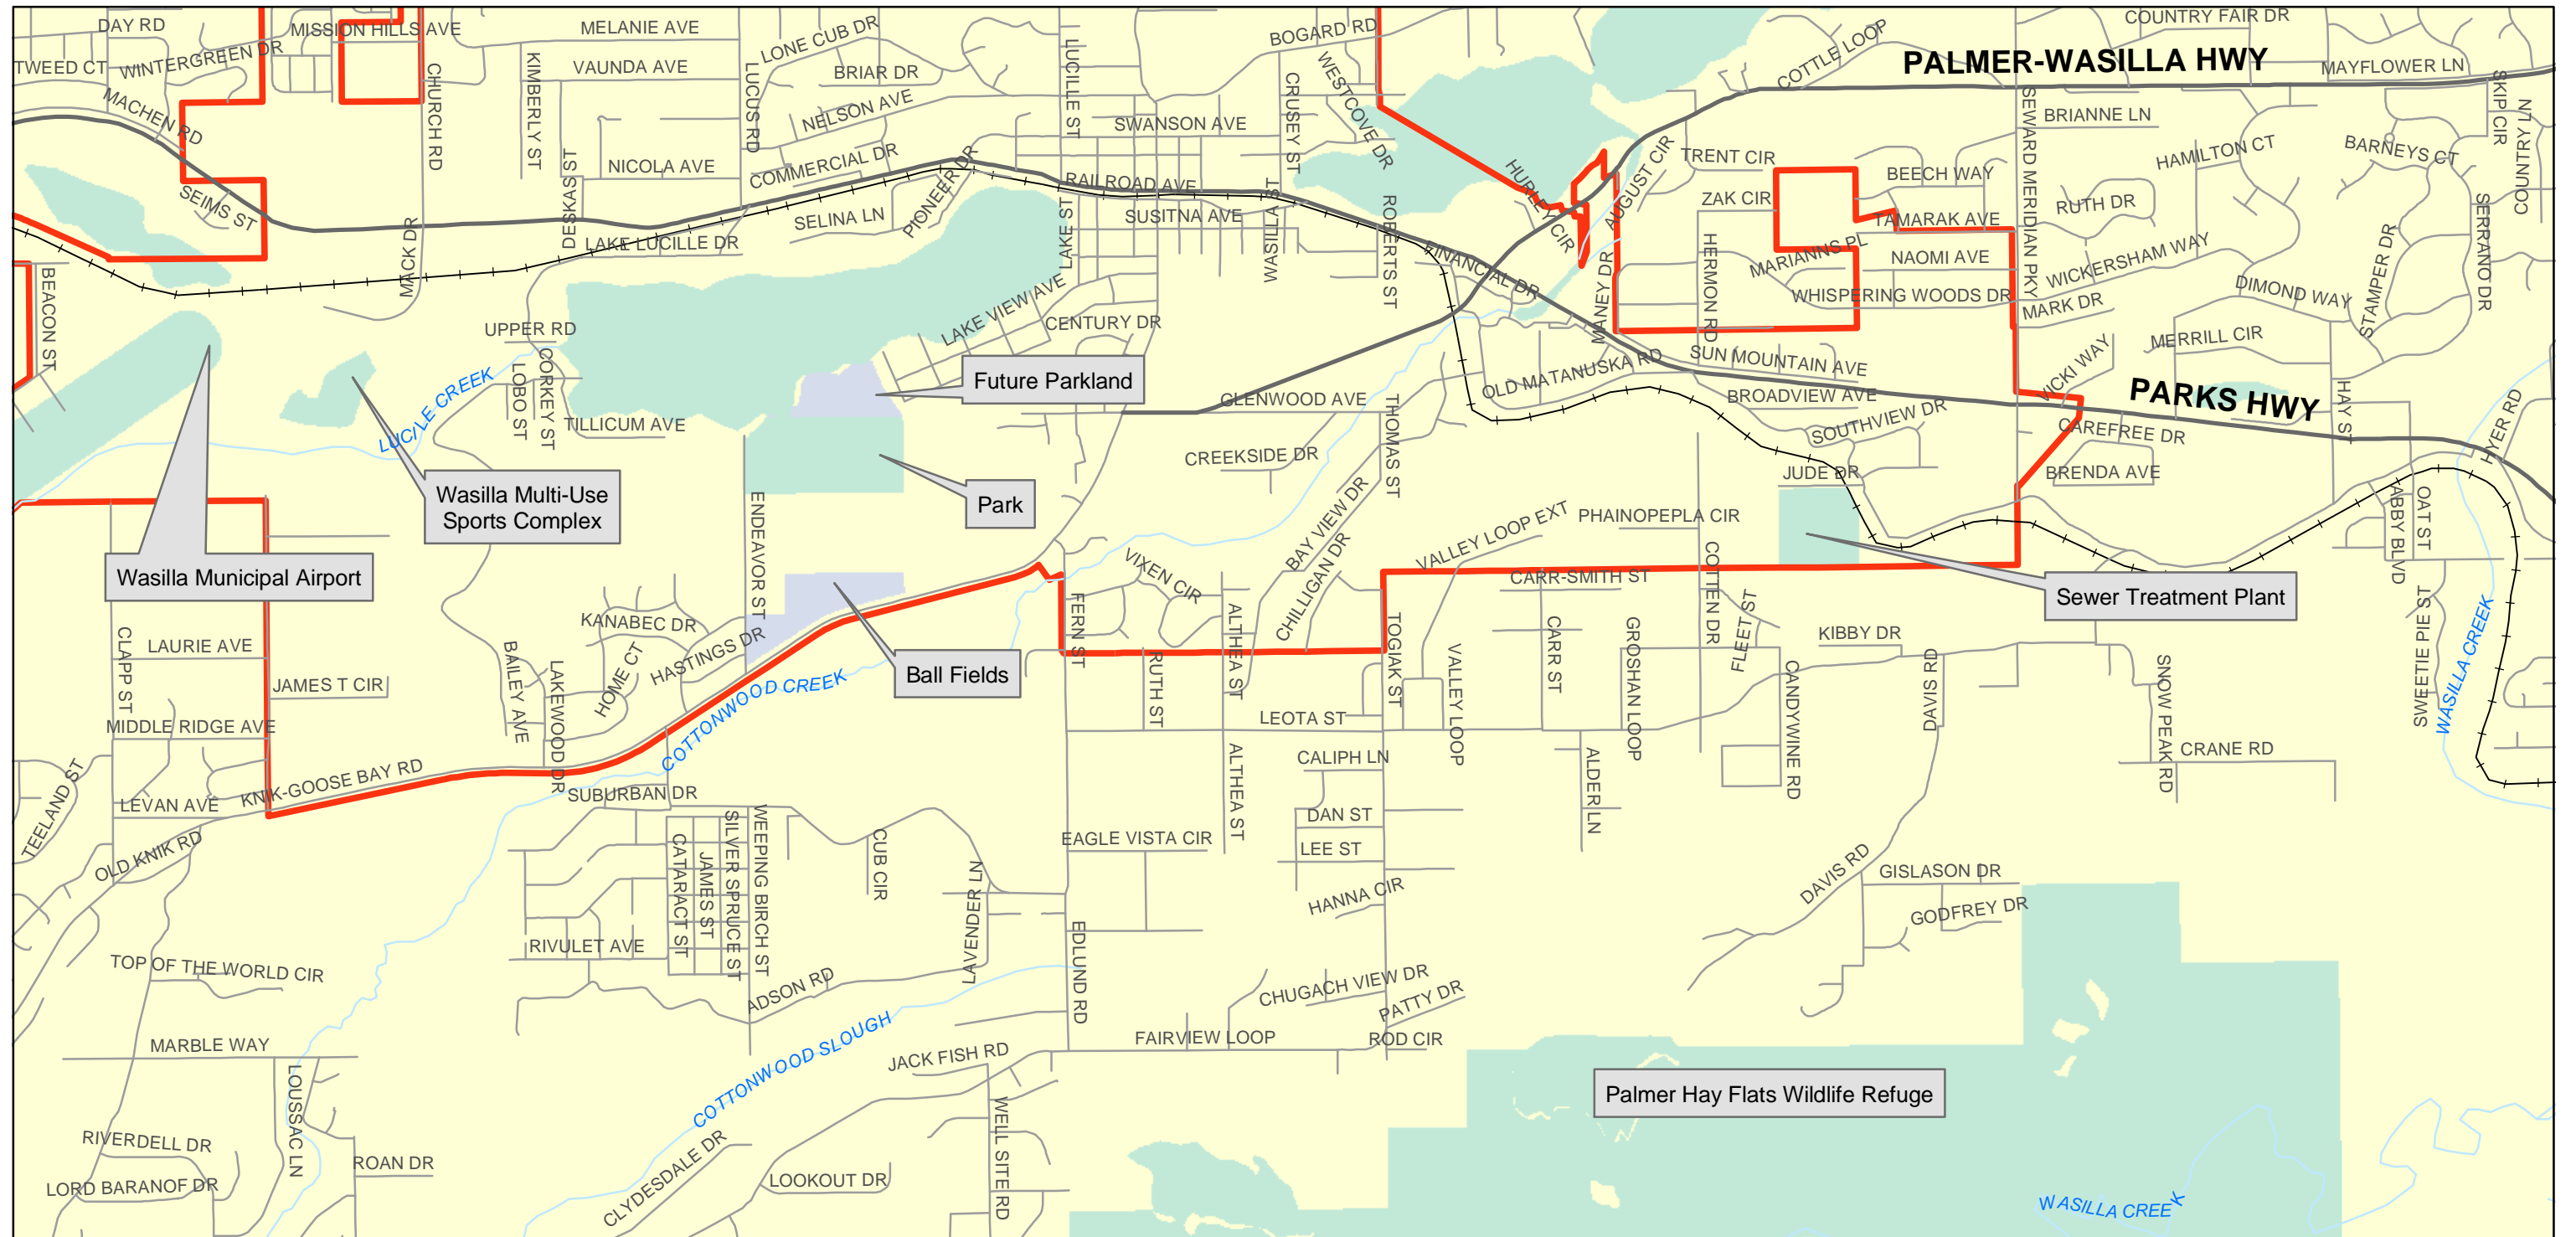 DAY RD
MISSION HILLS AVE
MELANIE AVE
LONE CUB DR
BOGARD RD
COTTLE LOOP
COUNTRY FAIR DR
PALMER-WASILLA HWY
TWEED CT
WINTERGREEN DR
CHURCH RD
KIMBERLY ST
VAUNDA AVE
LUCUS RD
BRIAR DR
LUCILLE ST
CRUSEY ST
WESTCOVE DR
MAYFLOWER LN
SKIP CIR
COUNTRY LN
MACHEN RD
NELSON AVE
SWANSON AVE
SEWARD MERIDIAN PKY
BRIANNE LN
DESKAS ST
NICOLA AVE
COMMERCIAL DR
PIONEER DR
RAILROAD AVE
HURLEY CIR
AUGUST CIR
TRENT CIR
BEECH WAY
HAMILTON CT
BARNEYS CT
SEIMS ST
SELINA LN
SUSITNA AVE
LAKE ST
WASILLA ST
ROBERTS ST
ZAK CIR
TAMARAK AVE
RUTH DR
SERRANO DR
MACK DR
LAKE LUCILLE DR
FINANCIAL DR
MANEY DR
HERMON RD
MARIANNS PL
NAOMI AVE
WICKERSHAM WAY
STAMPER DR
BEACON ST
LAKE VIEW AVE
WHISPERING WOODS DR
MARK DR
DIMOND WAY
UPPER RD
CENTURY DR
MERRILL CIR
LOBO ST
CORKEY ST
LUCILE CREEK
Future Parkland
OLD MATANUSKA RD
SUN MOUNTAIN AVE
VICKI WAY
PARKS HWY
HAY ST
HYER RD
TILLICUM AVE
GLENWOOD AVE
THOMAS ST
BROADVIEW AVE
SOUTHVIEW DR
CAREFREE DR
CREEKSIDE DR
JUDE DR
BRENDA AVE
Wasilla Multi-Use
Sports Complex
ENDEAVOR ST
Park
BAY VIEW DR
VALLEY LOOP EXT
PHAINOPEPLA CIR
ABBY BLVD
OAT ST
Wasilla Municipal Airport
VIXEN CIR
CHILLIGAN DR
CARR-SMITH ST
COTTEN DR
Sewer Treatment Plant
CLAPP ST
LAURIE AVE
KANABEC DR
HASTINGS DR
FERN ST
ALTHEA ST
TOGIAK ST
CARR ST
GROSHAN LOOP
FLEET ST
KIBBY DR
SWEETIE PIE ST
WASILLA CREEK
JAMES T CIR
BAILEY AVE
LAKEWOOD DR
HOME CT
Ball Fields
COTTONWOOD CREEK
RUTH ST
VALLEY LOOP
CANDYWINE RD
DAVIS RD
SNOW PEAK RD
MIDDLE RIDGE AVE
LEOTA ST
CRANE RD
TEELAND ST
KNIK-GOOSE BAY RD
CALIPH LN
ALDER LN
LEVAN AVE
SUBURBAN DR
ALTHEA ST
DAN ST
OLD KNIK RD
CATARACT ST
JAMES ST
SILVER SPRUCE ST
WEEPING BIRCH ST
CUB CIR
LAVENDER LN
EAGLE VISTA CIR
LEE ST
DAVIS RD
GISLASON DR
HANNA CIR
GODFREY DR
RIVULET AVE
EDLUND RD
TOP OF THE WORLD CIR
ADSON RD
CHUGACH VIEW DR
PATTY DR
COTTONWOOD SLOUGH
MARBLE WAY
JACK FISH RD
FAIRVIEW LOOP
ROD CIR
LOUSSAC LN
WELL SITE RD
Palmer Hay Flats Wildlife Refuge
RIVERDELL DR
ROAN DR
CLYDESDALE DR
LOOKOUT DR
LORD BARANOF DR
WASILLA CREEK